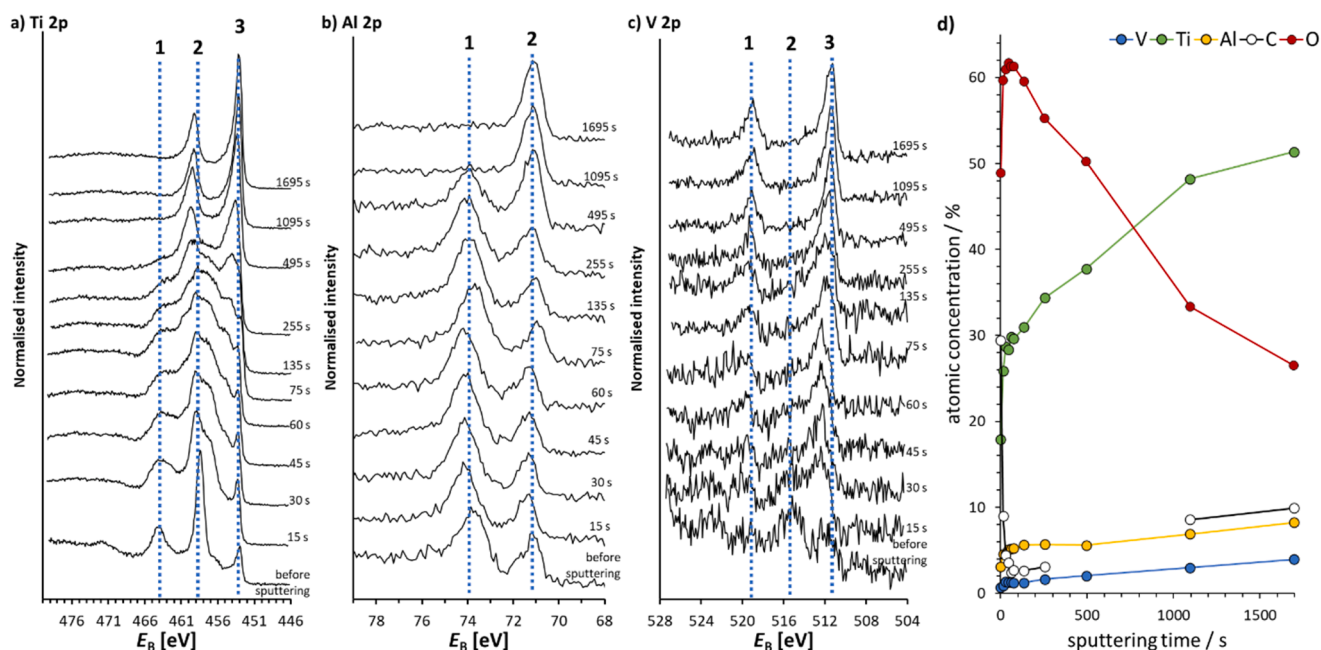 a) Ti 2p
1 2 3
Normalised intensity
1695 s
1095 s
495 s
255 s
135 s
75 s
60 s
45 s
30 s
15 s
before
sputtering
476 466 461 456 451 446
EB [eV]
b) Al 2p
1 2
Normalised intensity
1695 s
1095 s
495 s
255 s
135 s
75 s
60 s
45 s
30 s
15 s
before
sputtering
78 76 74 72 70 68
EB [eV]
c) V 2p
1 2 3
Normalised intensity
1695 s
1095 s
495 s
255 s
135 s
75 s
60 s
45 s
30 s
15 s
before
sputtering
528 524 520 516 512 508 504
EB [eV]
d)
V Ti Al C O
atomic concentration / %
60
50
40
30
20
10
0
0 500 1000 1500
sputtering time / s